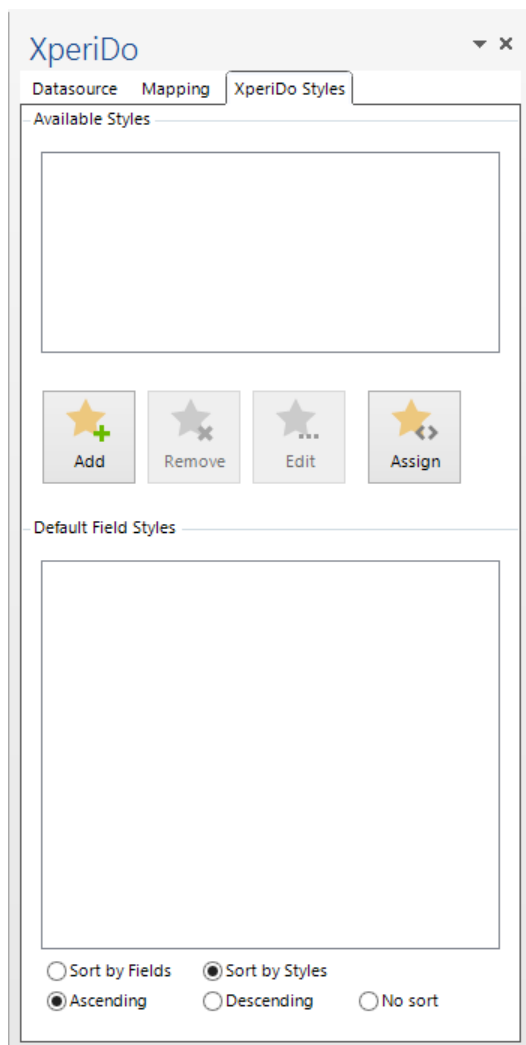 XperiDo
Datasource Mapping XperiDo Styles
Available Styles
Add Remove Edit Assign
Default Field Styles
Sort by Fields Sort by Styles
Ascending Descending No sort